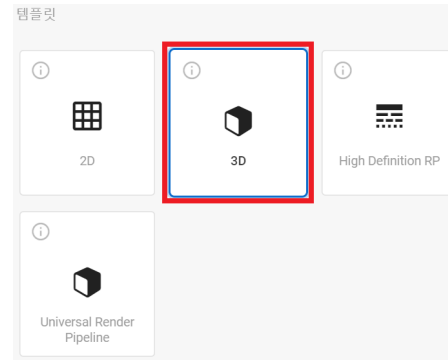 템플릿
2D
3D
High Definition RP
Universal Render
Pipeline